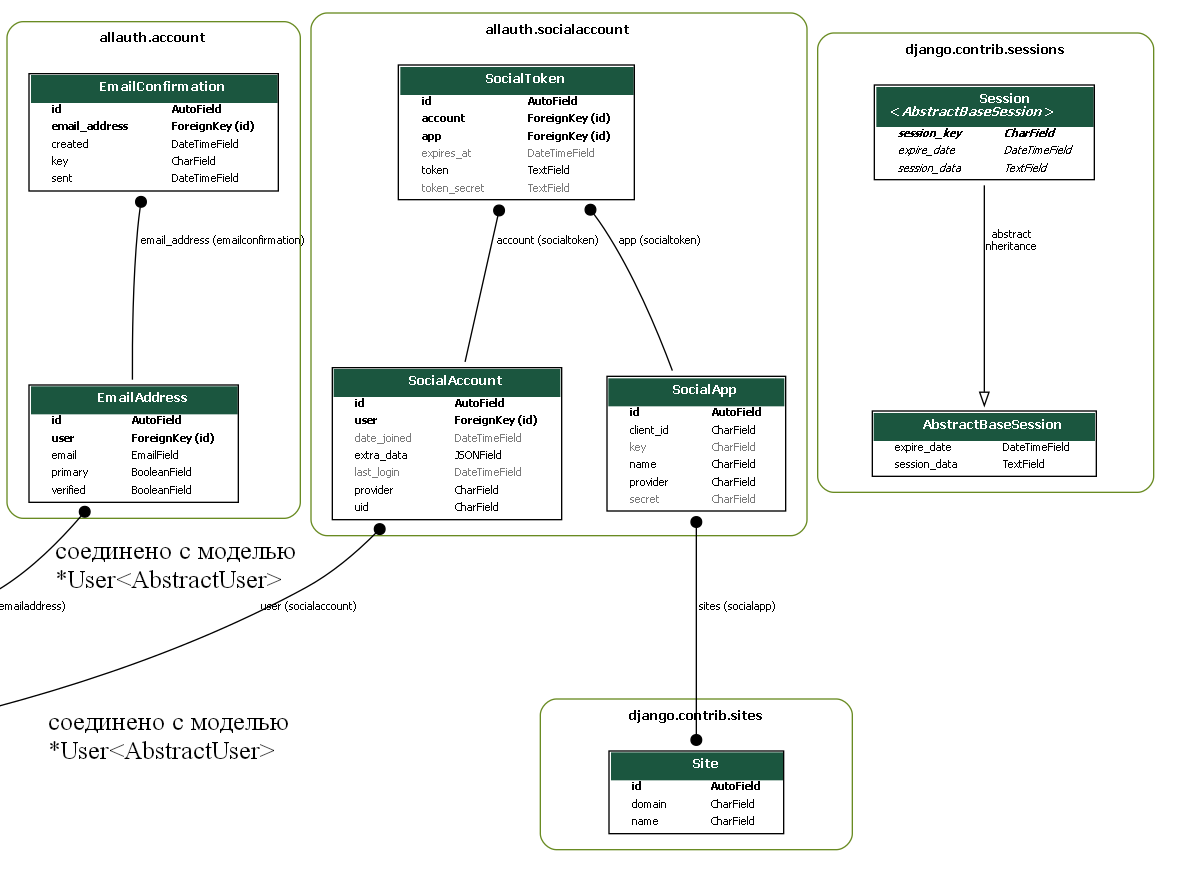 allauth.account
EmailConfirmation
id AutoField
email_address ForeignKey (id)
created DateTimeField
key CharField
sent DateTimeField
email_address (emailconfirmation)
EmailAddress
id AutoField
user ForeignKey (id)
email EmailField
primary BooleanField
verified BooleanField
соединено с моделью
*User<AbstractUser>
emailaddress)
allauth.socialaccount
SocialToken
id AutoField
account ForeignKey (id)
app ForeignKey (id)
expires_at DateTimeField
token TextField
token_secret TextField
account (socialtoken)
app (socialtoken)
SocialAccount
id AutoField
user ForeignKey (id)
date_joined DateTimeField
extra_data JSONField
last_login DateTimeField
provider CharField
uid CharField
SocialApp
id AutoField
client_id CharField
key CharField
name CharField
provider CharField
secret CharField
user (socialaccount)
соединено с моделью
*User<AbstractUser>
sites (socialapp)
django.contrib.sites
Site
id AutoField
domain CharField
name CharField
django.contrib.sessions
Session
<AbstractBaseSession>
session_key CharField
expire_date DateTimeField
session_data TextField
abstract
nheritance
AbstractBaseSession
expire_date DateTimeField
session_data TextField